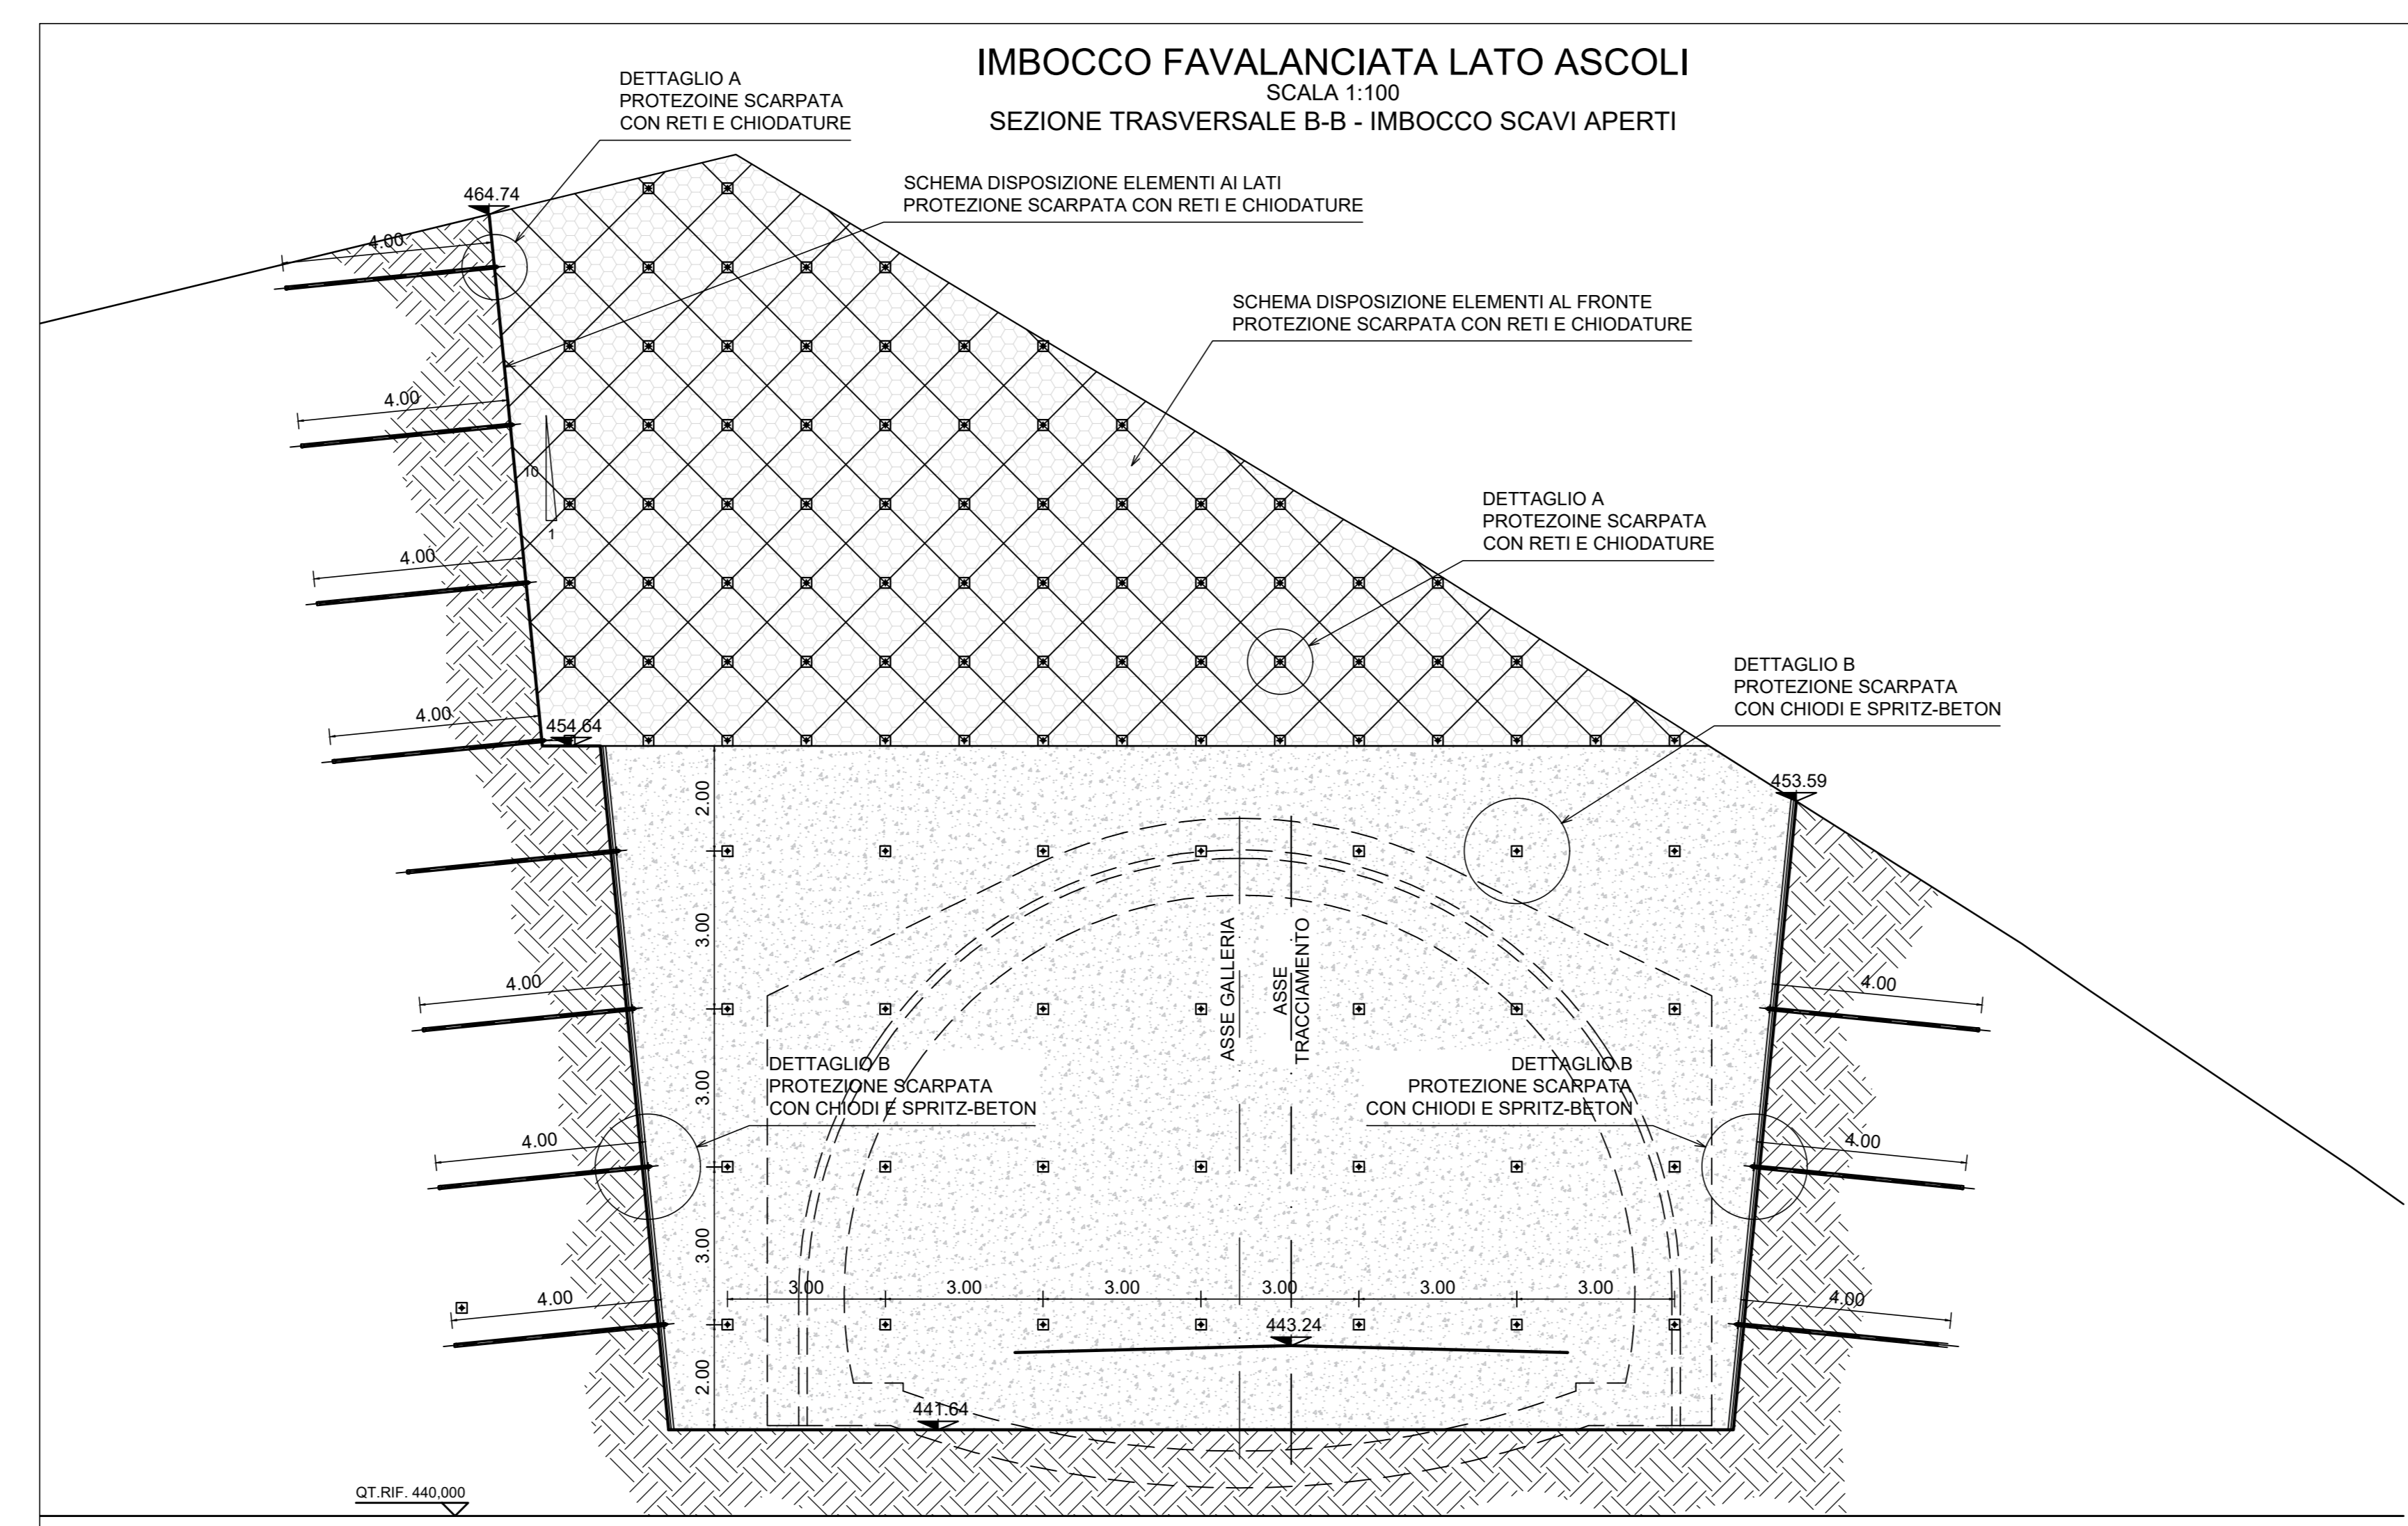 IMBOCCO FAVALANCIATA LATO ASCOLI
SCALA 1:100
SEZIONE TRASVERSALE B-B - IMBOCCO SCAVI APERTI
DETTAGLIO A
PROTEZOINE SCARPATA
CON RETI E CHIODATURE
SCHEMA DISPOSIZIONE ELEMENTI AI LATI
PROTEZIONE SCARPATA CON RETI E CHIODATURE
464.74
4.00
SCHEMA DISPOSIZIONE ELEMENTI AL FRONTE
PROTEZIONE SCARPATA CON RETI E CHIODATURE
4.00
10
1
DETTAGLIO A
PROTEZOINE SCARPATA
CON RETI E CHIODATURE
4.00
DETTAGLIO B
PROTEZIONE SCARPATA
CON CHIODI E SPRITZ-BETON
4.00
454.64
453.59
2.00
3.00
ASSE GALLERIA
ASSE
TRACCIAMENTO
4.00
4.00
3.00
DETTAGLIO B
PROTEZIONE SCARPATA
CON CHIODI E SPRITZ-BETON
DETTAGLIO B
PROTEZIONE SCARPATA
CON CHIODI E SPRITZ-BETON
4.00
4.00
3.00
3.00
3.00
3.00
3.00
3.00
3.00
4.00
4.00
443.24
2.00
441.64
QT.RIF. 440,000